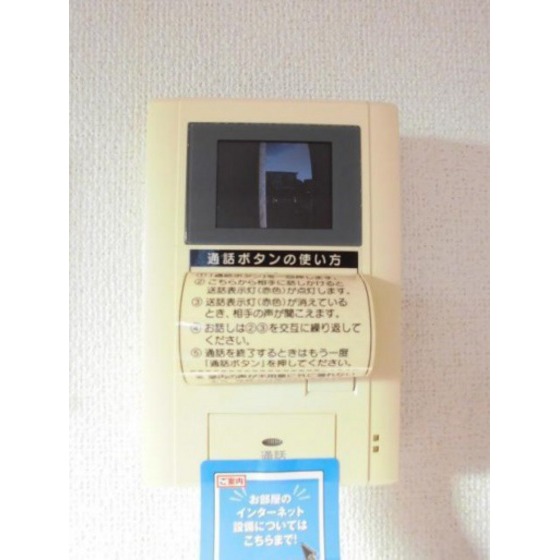 通話ボタンの使い方
②こちらから相手に話しかけると
送話表示灯(赤色)が点灯します。
③送話表示灯(赤色)が消えている
とき、相手の声が聞こえます。
④お話しは②③を交互に繰り返して
ください。
⑤通話を終了するときはもう一度
「通話ボタン」を押してください。
通話
ご案内
お部屋の
インターネット
設備については
こちらまで!